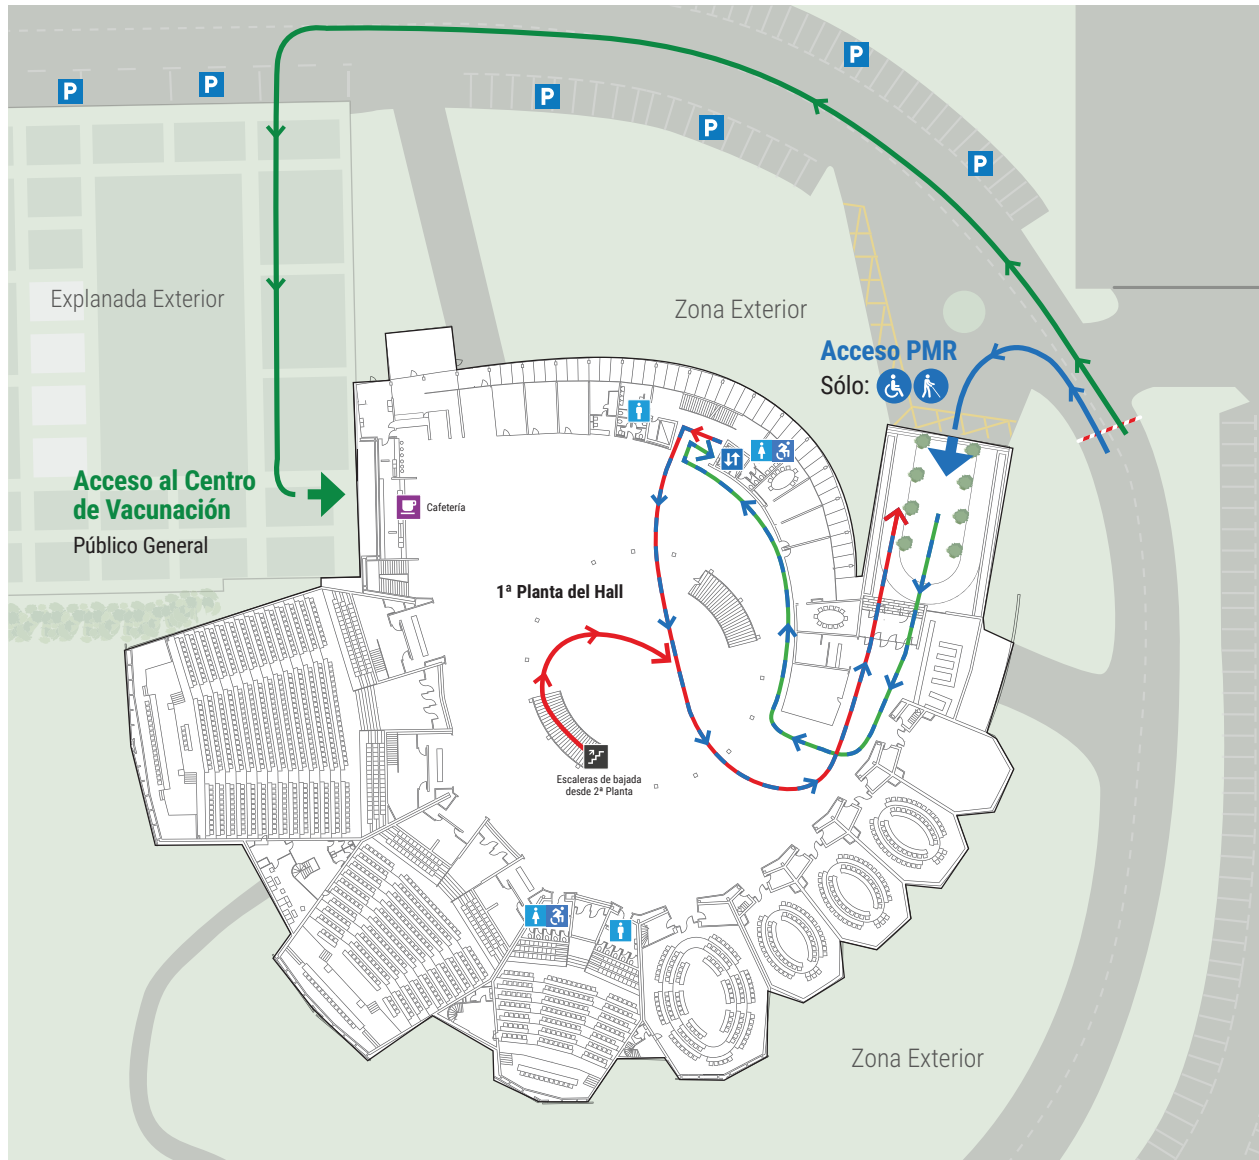 P
P
P
P
P
P
Explanada Exterior
Zona Exterior
Acceso PMR
Sólo:
Acceso al Centro
de Vacunación
Público General
Cafetería
1ª Planta del Hall
Escaleras de bajada
desde 2ª Planta
Zona Exterior